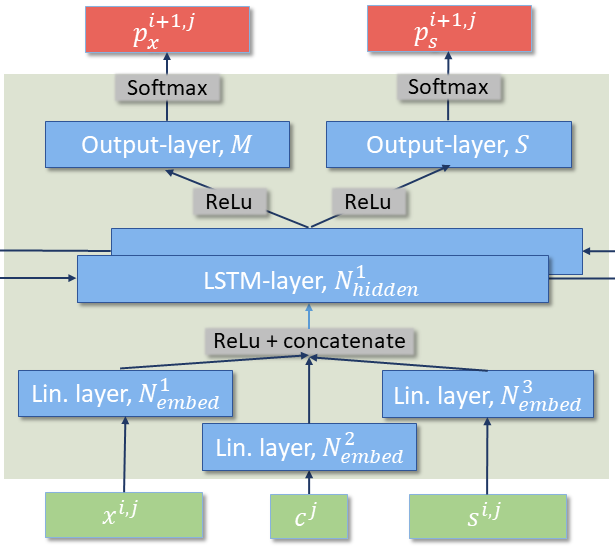 p_x^{i+1,j}
p_s^{i+1,j}
Softmax
Softmax
Output-layer, M
Output-layer, S
ReLu
ReLu
LSTM-layer, N_{hidden}^1
ReLu + concatenate
Lin. layer, N_{embed}^1
Lin. layer, N_{embed}^3
Lin. layer, N_{embed}^2
x^{i,j}
c^j
s^{i,j}